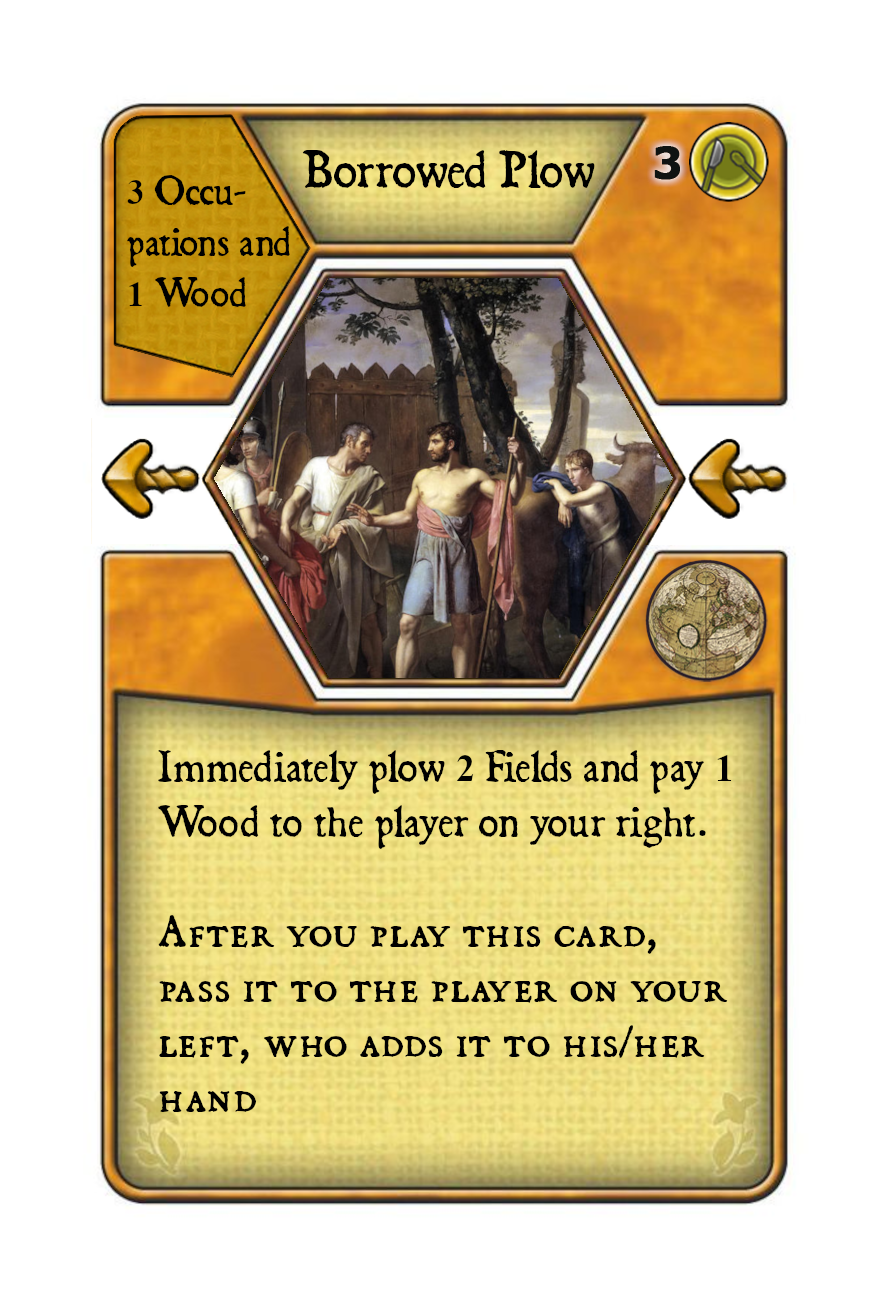 3 Occu-
pations and
1 Wood
Borrowed Plow
3
Immediately plow 2 Fields and pay 1
Wood to the player on your right.
After you play this card,
pass it to the player on your
left, who adds it to his/her
hand